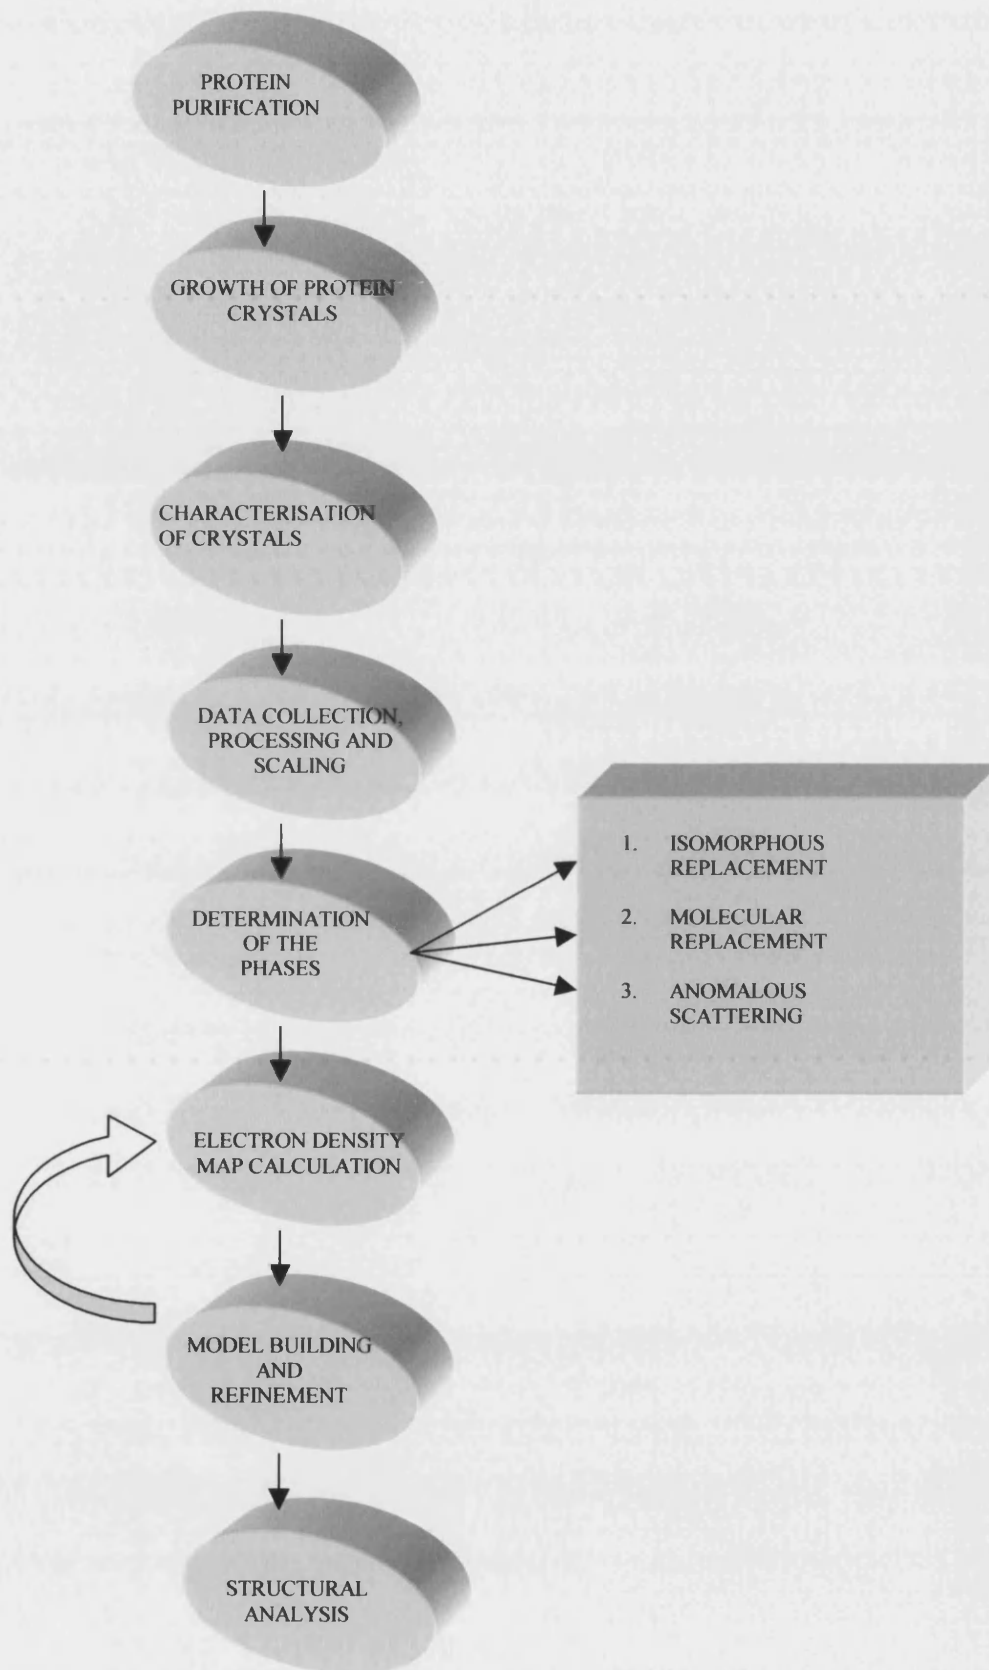 PROTEIN
PURIFICATION
GROWTH OF PROTEIN
CRYSTALS
CHARACTERISATION
OF CRYSTALS
DATA COLLECTION,
PROCESSING AND
SCALING
DETERMINATION
OF THE
PHASES
1. ISOMORPHOUS
REPLACEMENT
2. MOLECULAR
REPLACEMENT
3. ANOMALOUS
SCATTERING
ELECTRON DENSITY
MAP CALCULATION
MODEL BUILDING
AND
REFINEMENT
STRUCTURAL
ANALYSIS